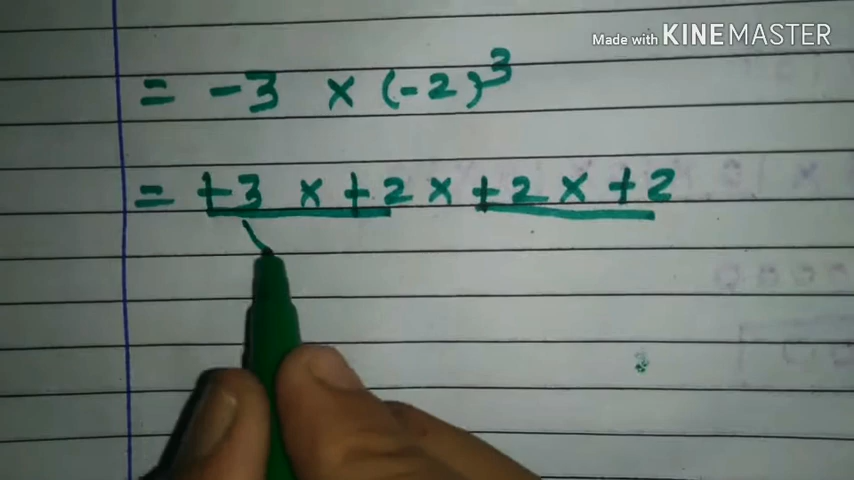 Made with KINEMASTER
= -3 × (-2)³
= +-3 × +2 × +2 × +2